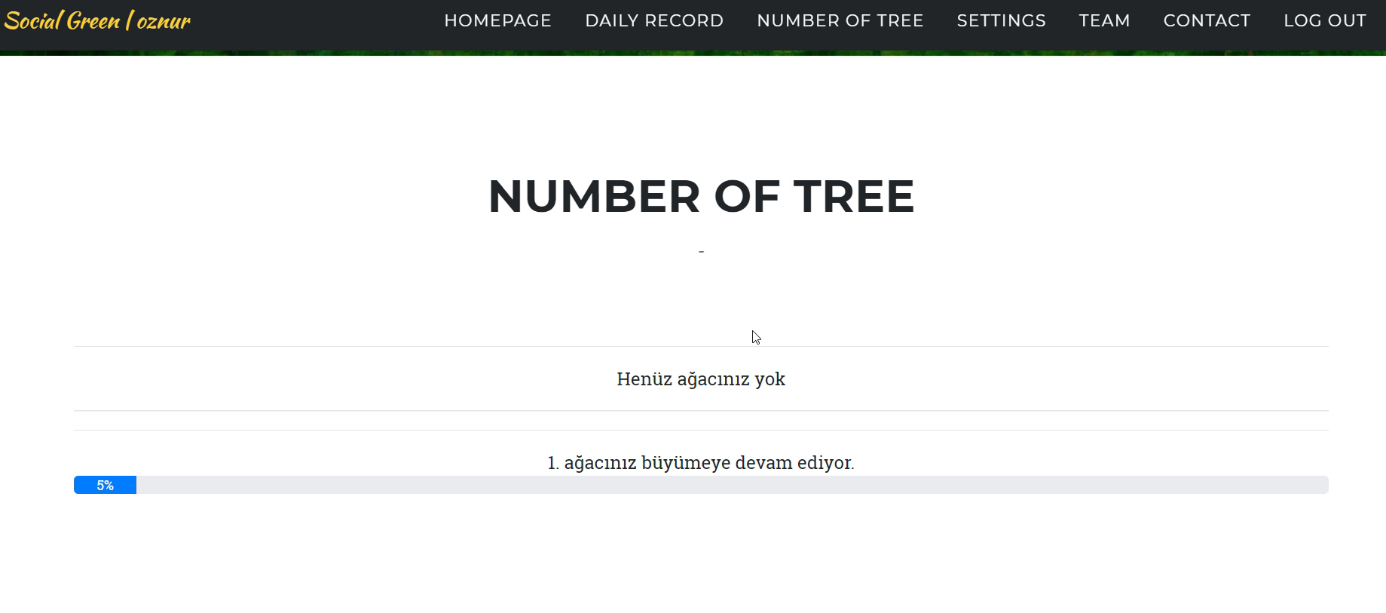 Social Green | oznur HOMEPAGE DAILY RECORD NUMBER OF TREE SETTINGS TEAM CONTACT LOG OUT
NUMBER OF TREE
-
Henüz ağacınız yok
1. ağacınız büyümeye devam ediyor.
5%